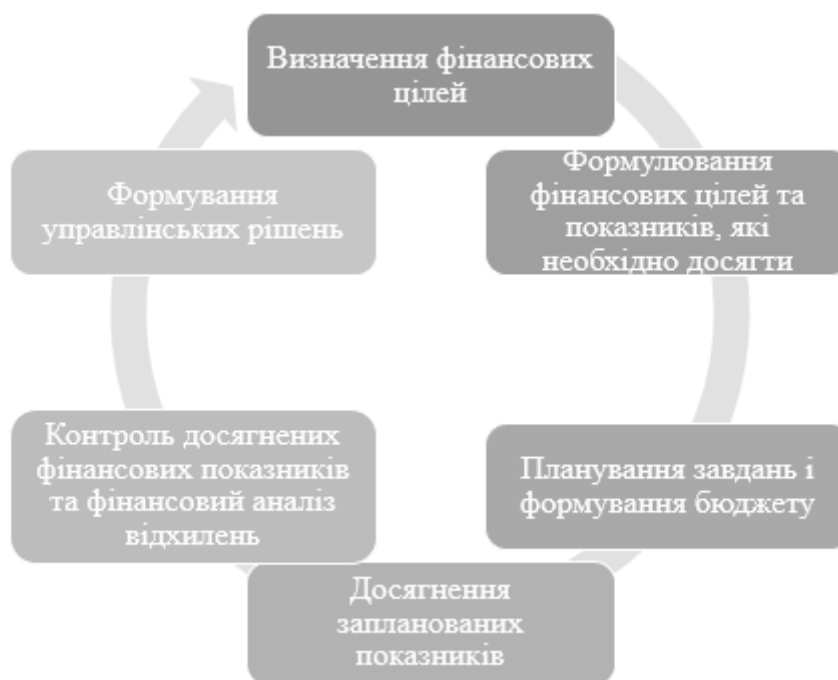 Визначення фінансових
цілей
Формулювання
фінансових цілей та
показників, які
необхідно досягти
Планування завдань і
формування бюджету
Досягнення
запланованих
показників
Контроль досягнених
фінансових показників
та фінансовий аналіз
відхилень
Формування
управлінських рішень